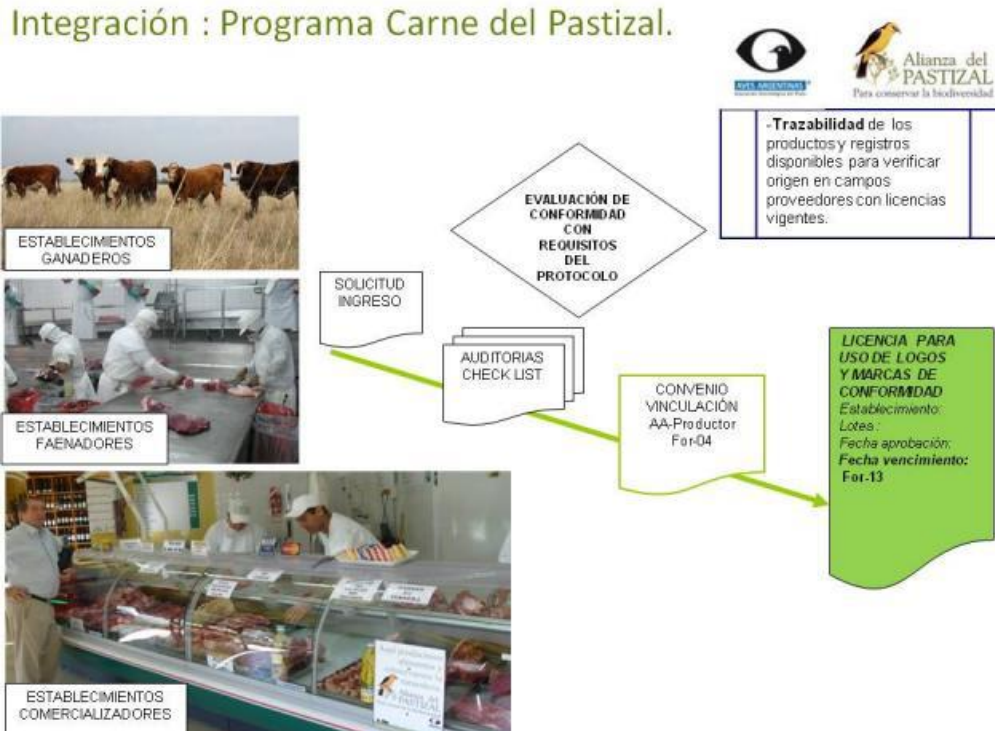 Integración : Programa Carne del Pastizal.
AVES ARGENTINAS
Alianza del
PASTIZAL
Para conservar la biodiversidad
-Trazabilidad de los
productos y registros
disponibles para verificar
origen en campos
proveedores con licencias
vigentes.
EVALUACIÓN DE
CONFORMIDAD
CON
REQUISITOS
DEL
PROTOCOLO
ESTABLECIMIENTOS
GANADEROS
SOLICITUD
INGRESO
AUDITORIAS
CHECK LIST
CONVENIO
VINCULACIÓN
AA-Productor
For-04
LICENCIA PARA
USO DE LOGOS
Y MARCAS DE
CONFORMIDAD
Establecimiento:
Lotes :
Fecha aprobación:
Fecha vencimiento:
For-13
ESTABLECIMIENTOS
FAENADORES
Alianza del
PASTIZAL
ESTABLECIMIENTOS
COMERCIALIZADORES